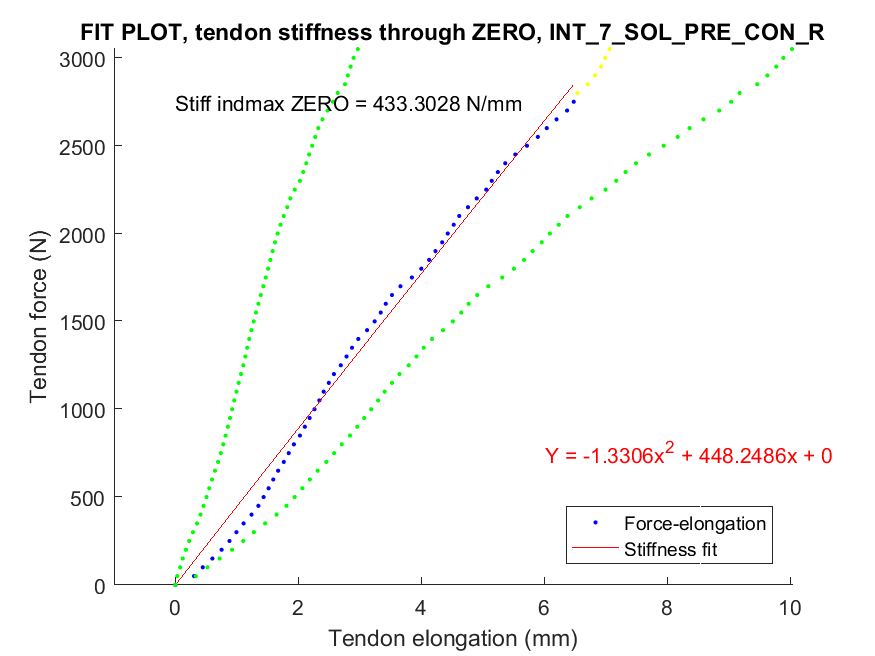 FIT PLOT, tendon stiffness through ZERO, INT_7_SOL_PRE_CON_R
Stiff indmax ZERO = 433.3028 N/mm
Tendon force (N)
3000
2500
2000
1500
1000
500
0
Y = -1.3306x² + 448.2486x + 0
Force-elongation
Stiffness fit
0 2 4 6 8 10
Tendon elongation (mm)